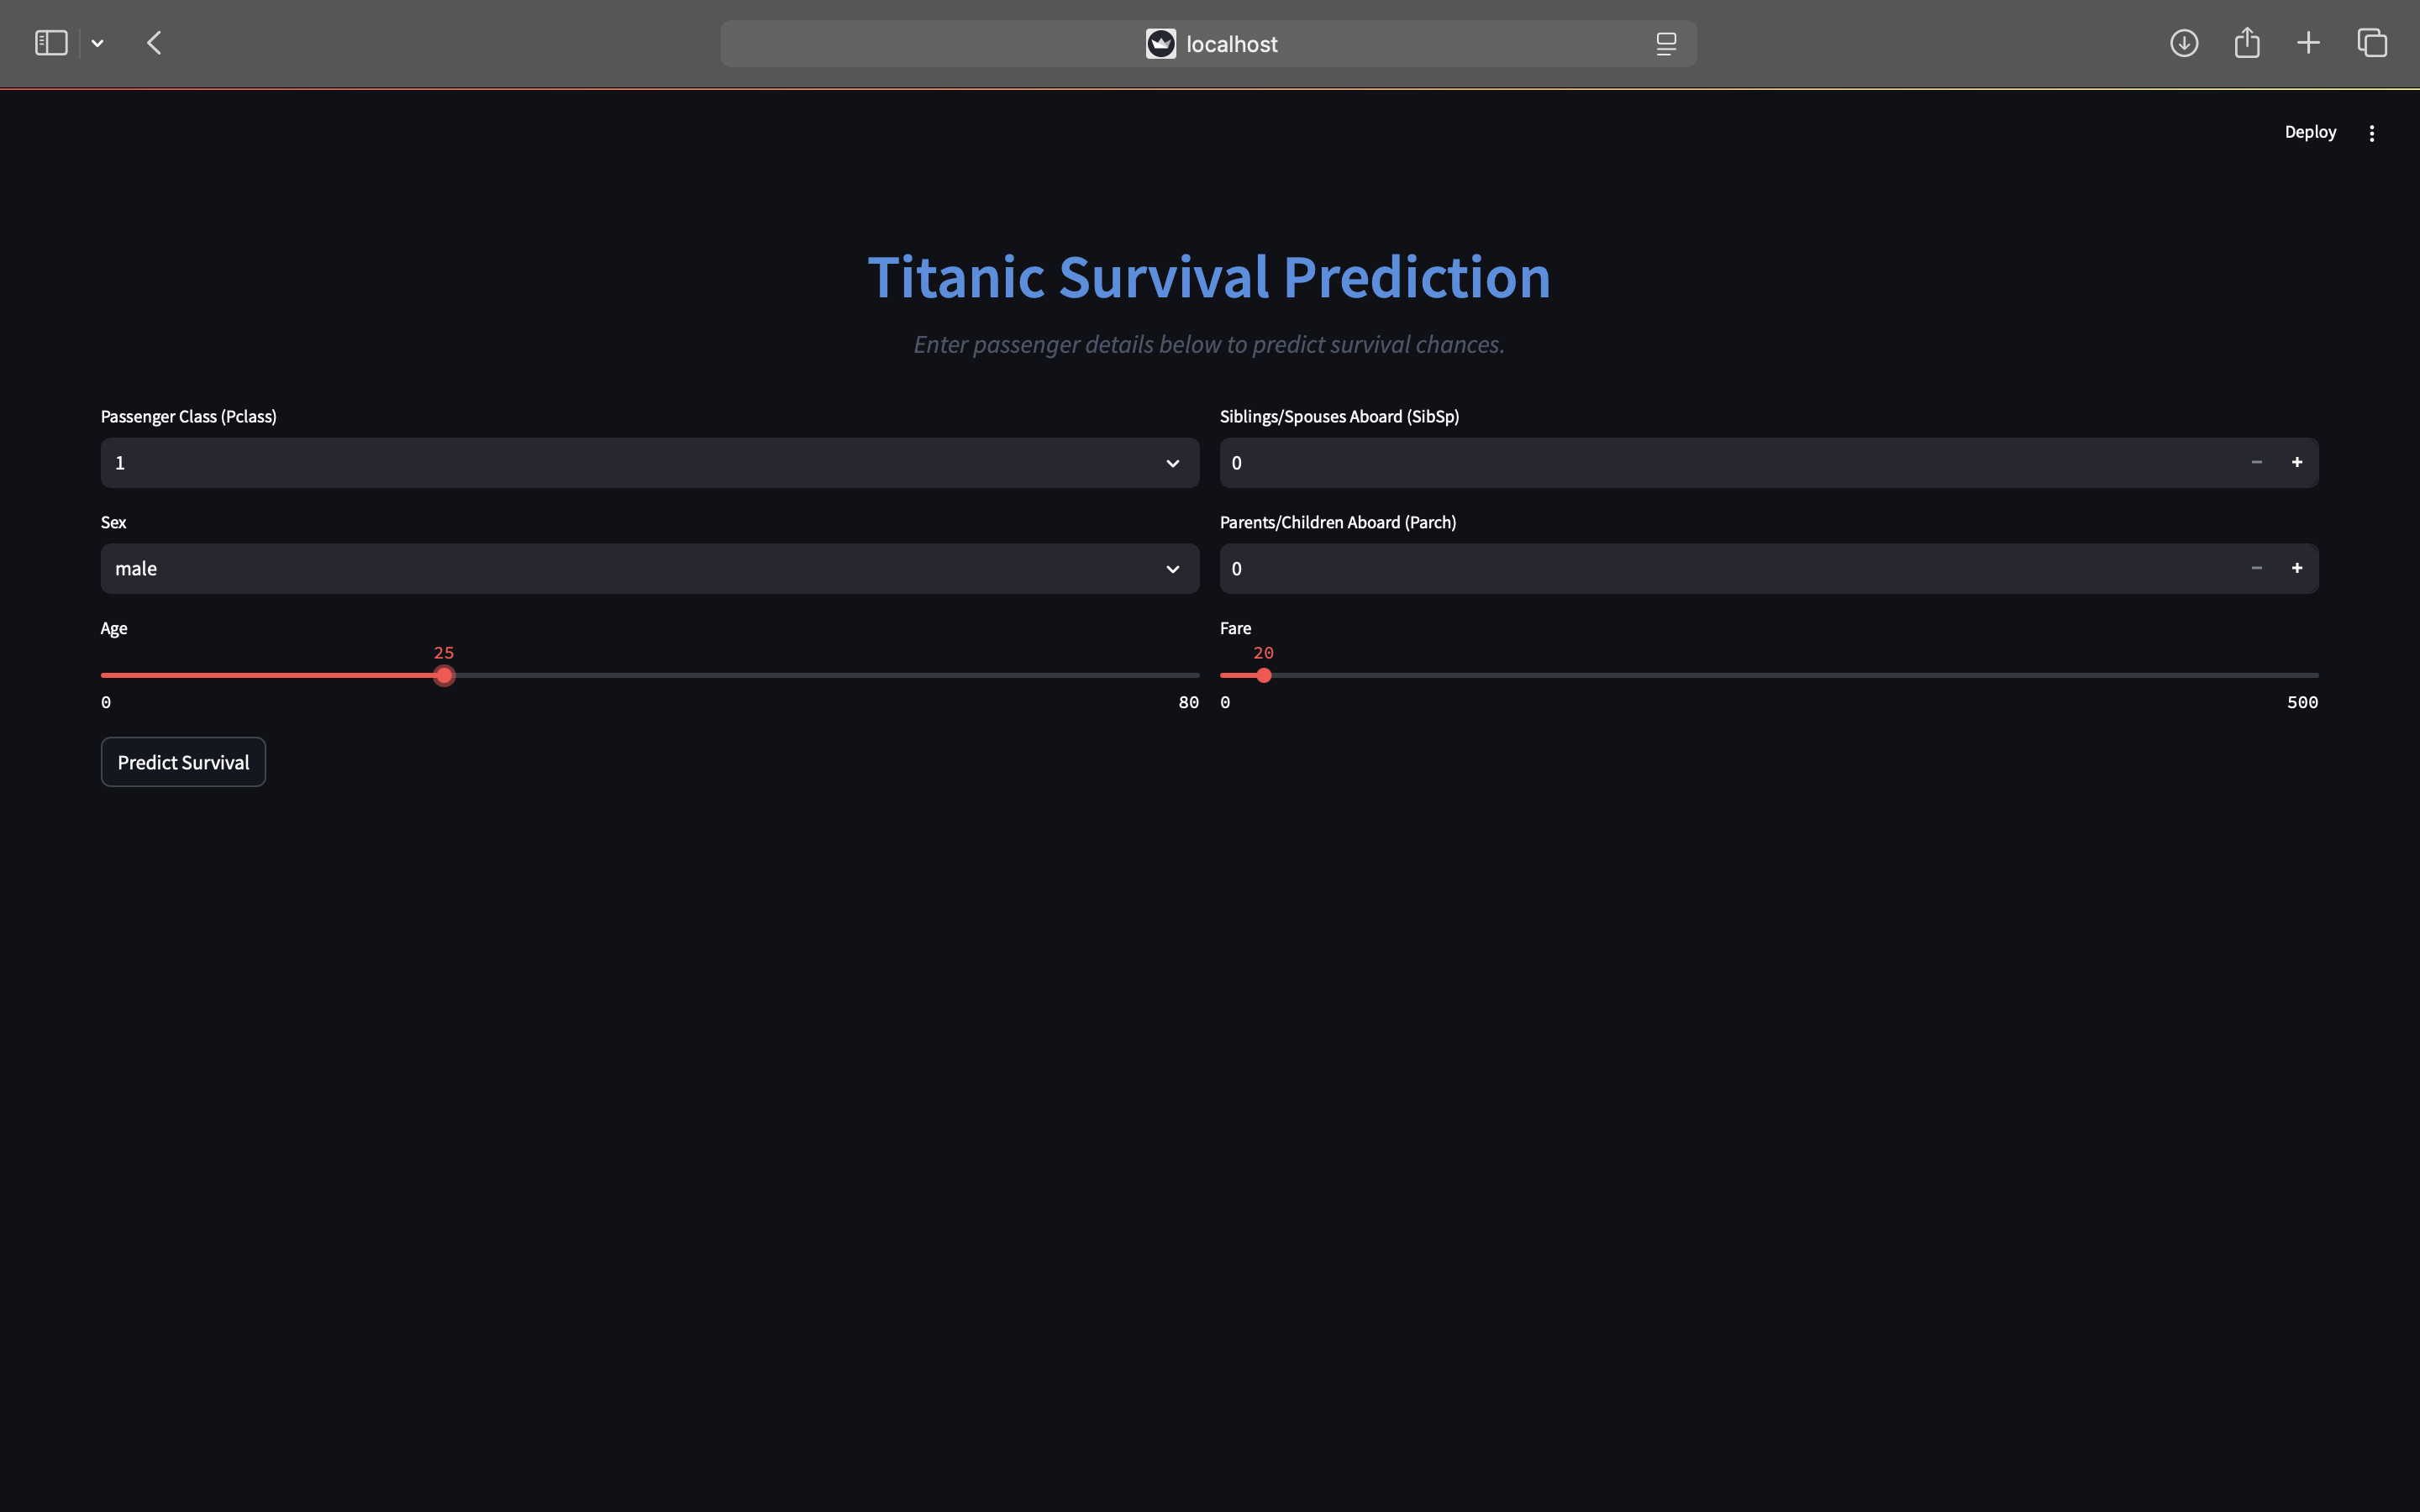 localhost
Deploy
Titanic Survival Prediction
Enter passenger details below to predict survival chances.
Passenger Class (Pclass)
1
Sex
male
Age
25
0 80
Siblings/Spouses Aboard (SibSp)
0
Parents/Children Aboard (Parch)
0
Fare
20
0 500
Predict Survival